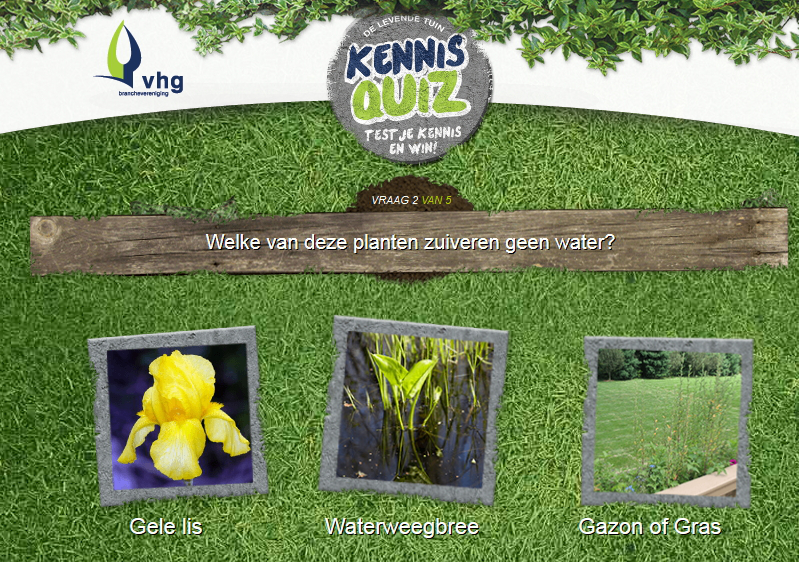 DE LEVENDE TUIN
KENNIS
QUIZ
TEST JE KENNIS
EN WIN!
vhg
branchevereniging
VRAAG 2 VAN 5
Welke van deze planten zuiveren geen water?
Gele lis
Waterweegbree
Gazon of Gras